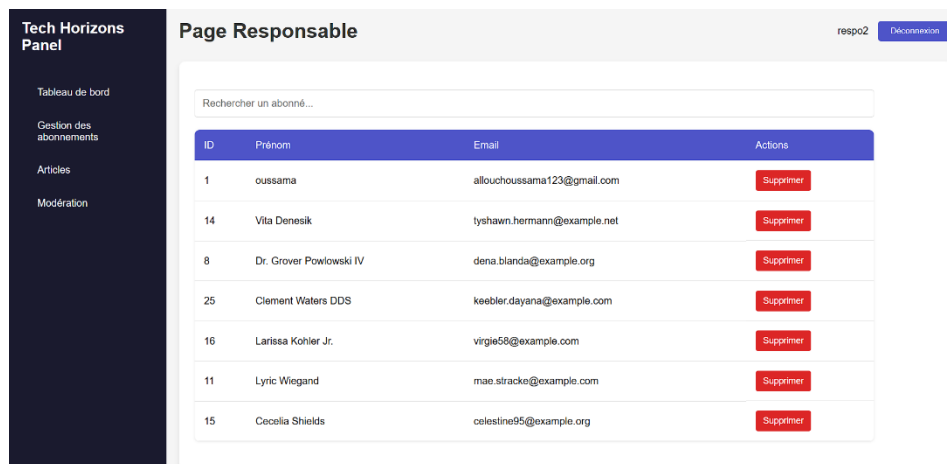 Tech Horizons
Panel
Page Responsable
respo2
Déconnexion
Tableau de bord
Gestion des
abonnements
Articles
Modération
Rechercher un abonné...
ID Prénom Email Actions
1 oussama allouchoussama123@gmail.com Supprimer
14 Vita Denesik tyshawn.hermann@example.net Supprimer
8 Dr. Grover Powlowski IV dena.blanda@example.org Supprimer
25 Clement Waters DDS keebler.dayana@example.com Supprimer
16 Larissa Kohler Jr. virgie58@example.com Supprimer
11 Lyric Wiegand mae.stracke@example.com Supprimer
15 Cecelia Shields celestine95@example.org Supprimer